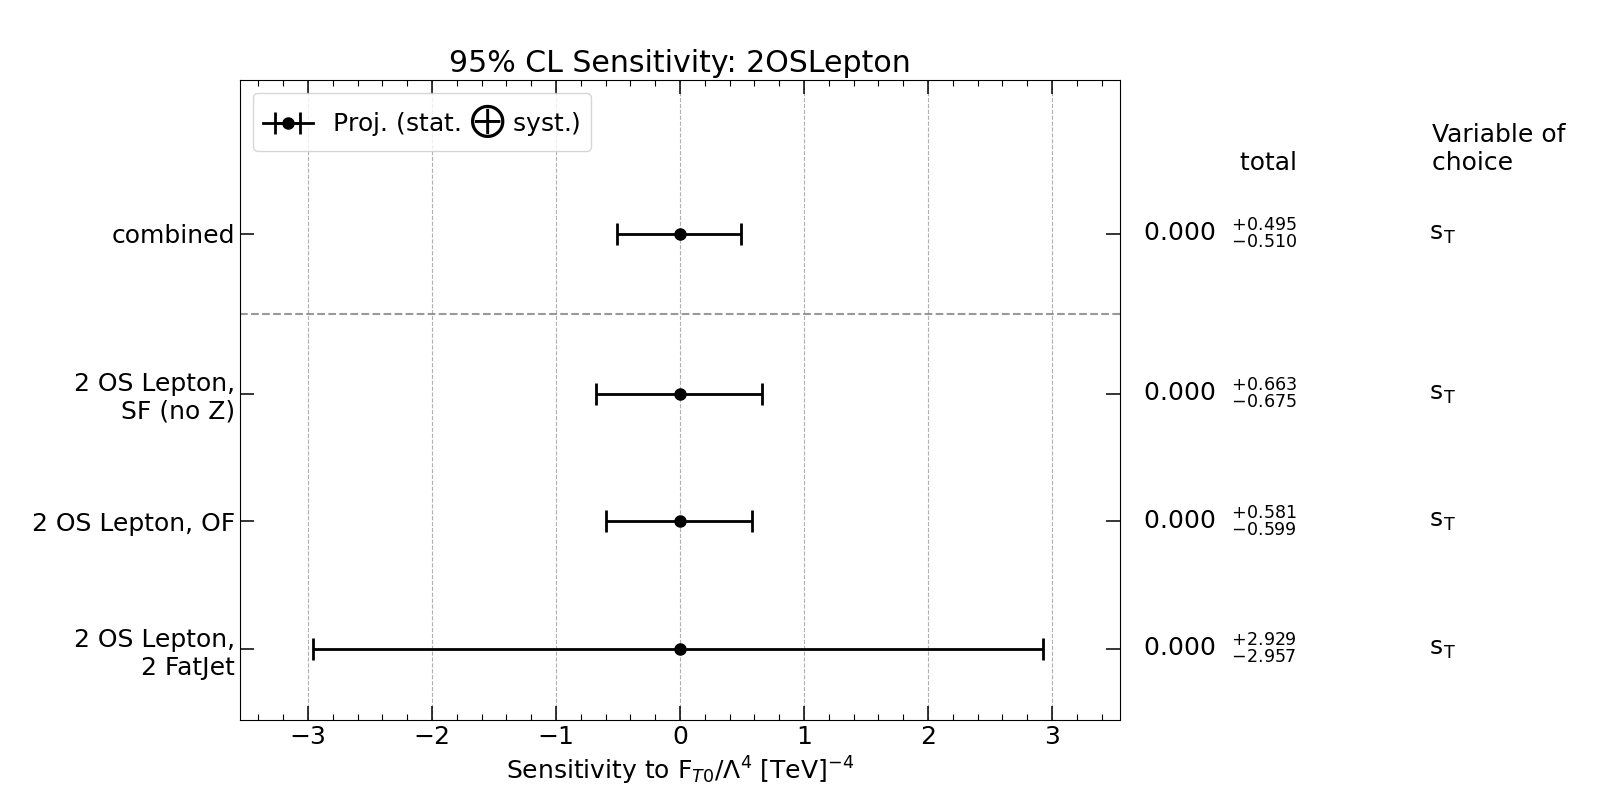 95% CL Sensitivity: 2OSLepton
Proj. (stat. ⊕ syst.)
total
Variable of
choice
combined
0.000 +0.495 −0.510
sT
2 OS Lepton,
SF (no Z)
0.000 +0.663 −0.675
sT
2 OS Lepton, OF
0.000 +0.581 −0.599
sT
2 OS Lepton,
2 FatJet
0.000 +2.929 −2.957
sT
−3 −2 −1 0 1 2 3
Sensitivity to F_T0/Λ⁴ [TeV]⁻⁴